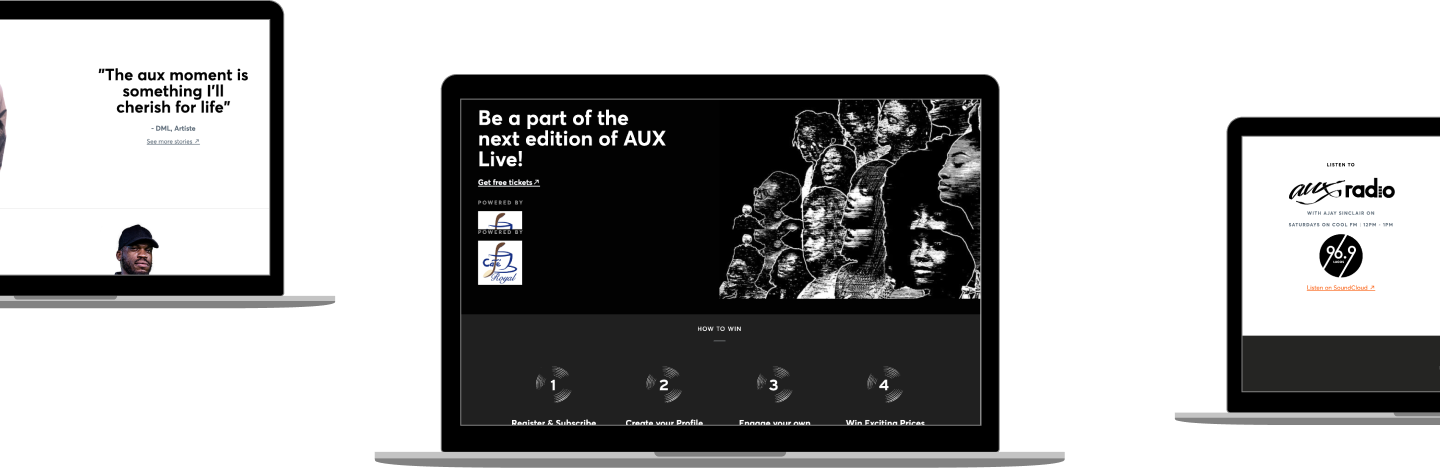 "The aux moment is
something I'll
cherish for life"
- DML, Artiste
See more stories ↗
Be a part of the
next edition of AUX
Live!
Get free tickets ↗
POWERED BY
POWERED BY
Café
Royal
HOW TO WIN
1
2
3
4
Register & Subscribe
Create your Profile
Engage your own
Win Exciting Prices
LISTEN TO
aux radio
WITH AJAY SINCLAIR ON
SATURDAYS ON COOL FM | 12PM - 1PM
96.9
LAGOS
Listen on SoundCloud ↗